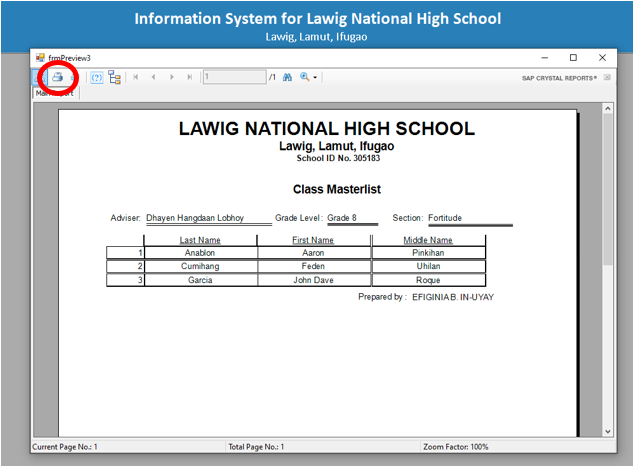 Information System for Lawig National High School
Lawig, Lamut, Ifugao
frmPreview3
1 /1
SAP CRYSTAL REPORTS®
LAWIG NATIONAL HIGH SCHOOL
Lawig, Lamut, Ifugao
School ID No. 305183
Class Masterlist
Adviser: Dhayen Hangdaan Lobhoy Grade Level: Grade 8 Section: Fortitude
Last Name First Name Middle Name
1 Anablon Aaron Pinkihan
2 Cumihang Feden Uhilan
3 Garcia John Dave Roque
Prepared by : EFIGINIA B. IN-UYAY
Current Page No.: 1 Total Page No.: 1 Zoom Factor: 100%